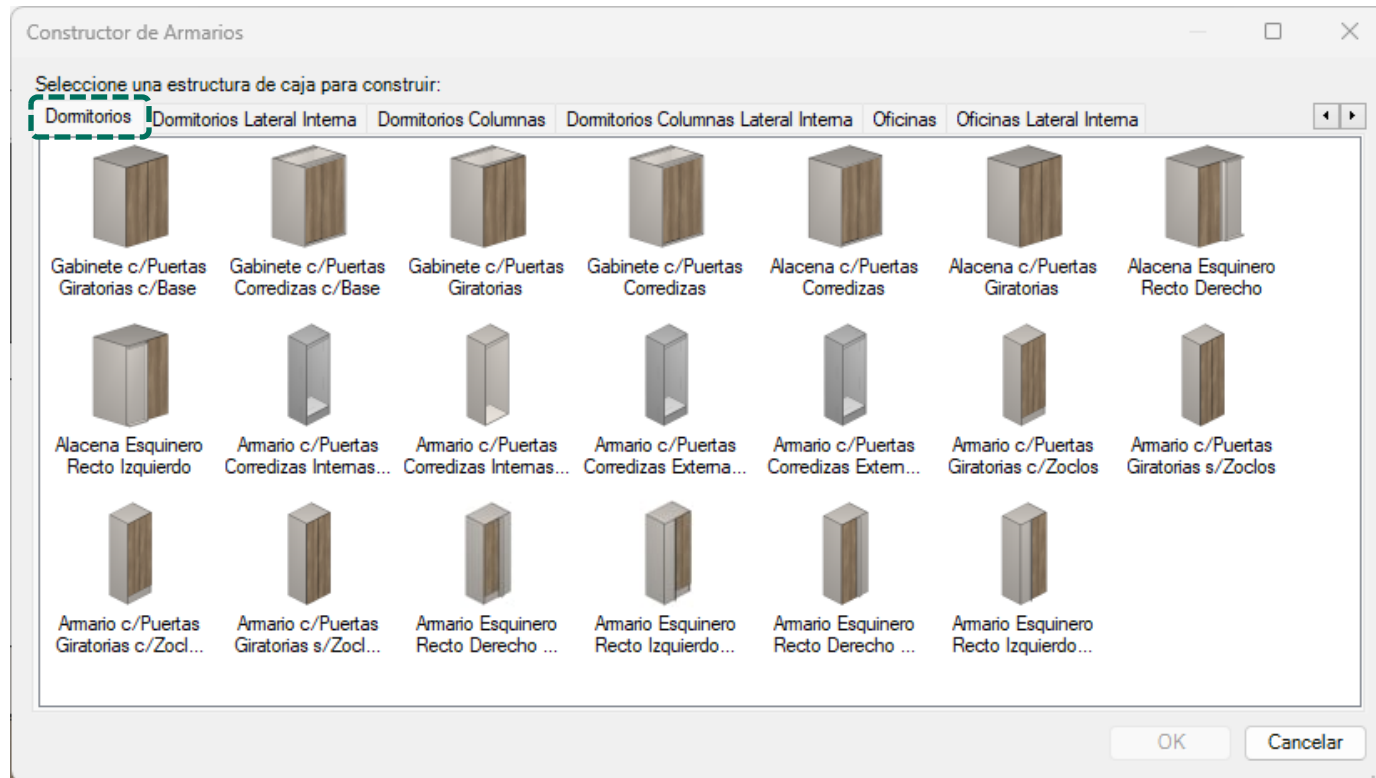 Constructor de Armarios
Seleccione una estructura de caja para construir:
Dormitorios Dormitorios Lateral Interna Dormitorios Columnas Dormitorios Columnas Lateral Interna Oficinas Oficinas Lateral Interna
Gabinete c/Puertas Gabinete c/Puertas Gabinete c/Puertas Gabinete c/Puertas Alacena c/Puertas Alacena c/Puertas Alacena Esquinero
Giratorias c/Base Corredizas c/Base Giratorias Corredizas Corredizas Giratorias Recto Derecho
Alacena Esquinero Armario c/Puertas Armario c/Puertas Armario c/Puertas Armario c/Puertas Armario c/Puertas Armario c/Puertas
Recto Izquierdo Corredizas Internas... Corredizas Internas... Corredizas Externa... Corredizas Extern... Giratorias c/Zoclos Giratorias s/Zoclos
Armario c/Puertas Armario c/Puertas Armario Esquinero Armario Esquinero Armario Esquinero Armario Esquinero
Giratorias c/Zocl... Giratorias s/Zocl... Recto Derecho ... Recto Izquierdo... Recto Derecho ... Recto Izquierdo...
OK Cancelar